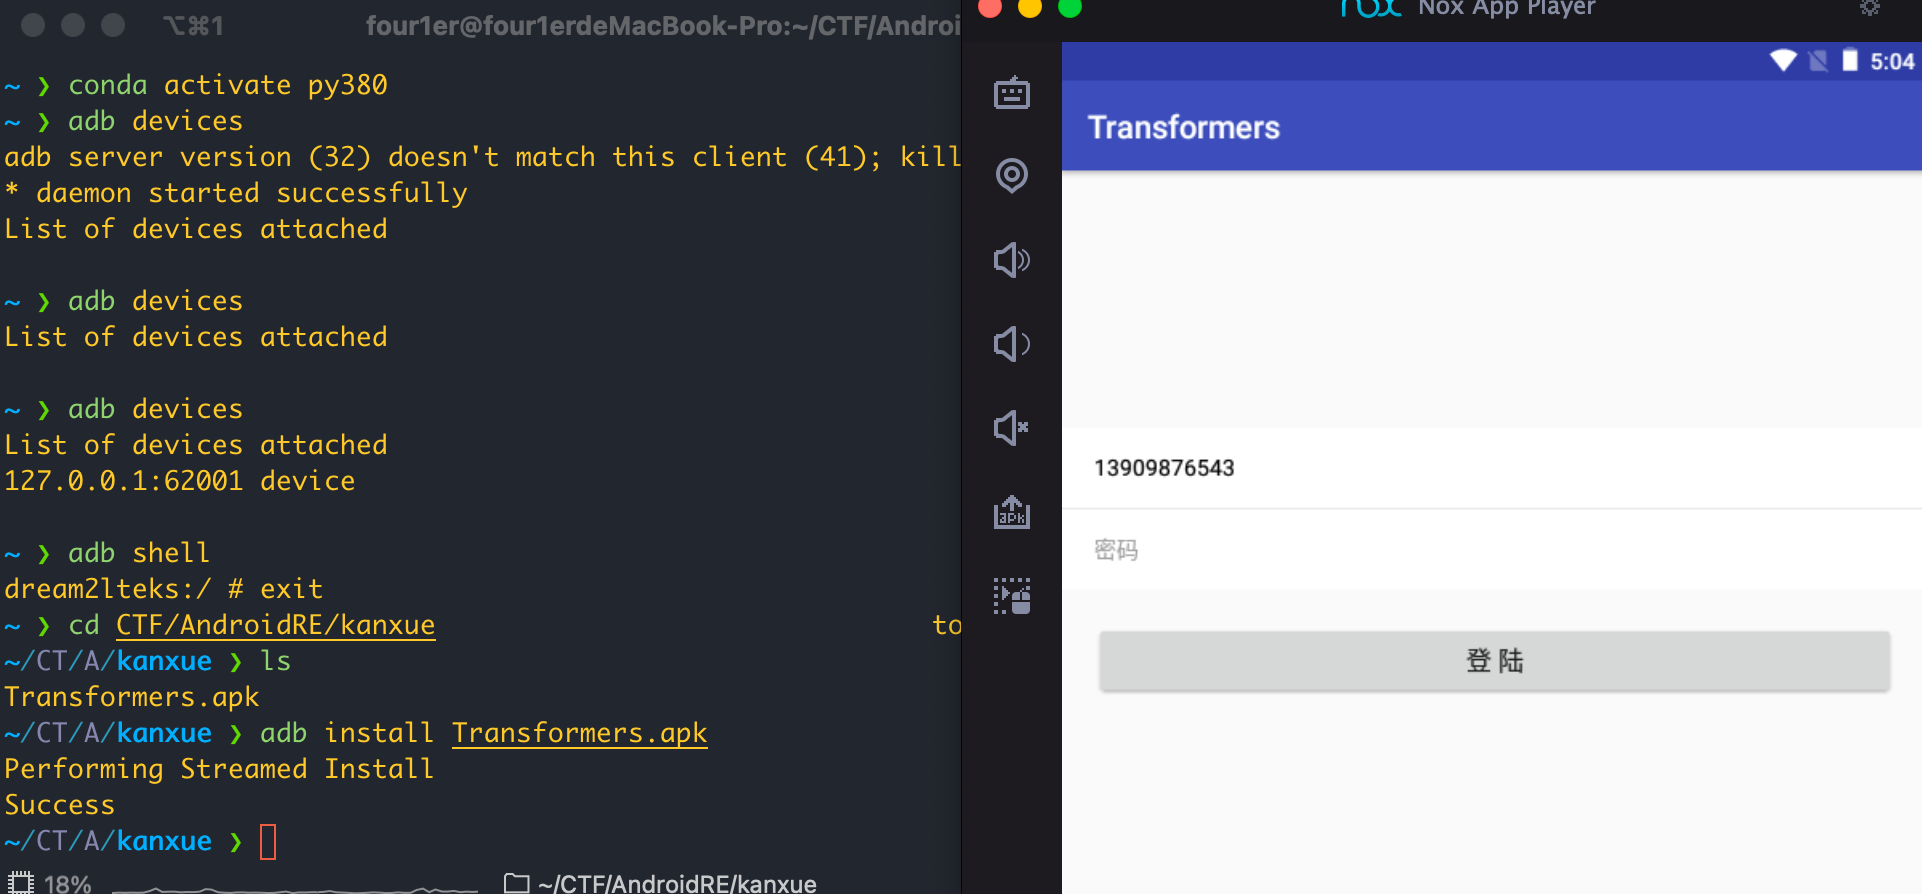 ⌥⌘1
four1er@four1erdeMacBook-Pro:~/CTF/Androi
~ ❯ conda activate py380
~ ❯ adb devices
adb server version (32) doesn't match this client (41); kill
* daemon started successfully
List of devices attached
~ ❯ adb devices
List of devices attached
~ ❯ adb devices
List of devices attached
127.0.0.1:62001 device
~ ❯ adb shell
dream2lteks:/ # exit
~ ❯ cd CTF/AndroidRE/kanxue to
~/CT/A/kanxue ❯ ls
Transformers.apk
~/CT/A/kanxue ❯ adb install Transformers.apk
Performing Streamed Install
Success
~/CT/A/kanxue ❯
18%
~/CTF/AndroidRE/kanxue
nox Nox App Player
5:04
Transformers
apk
13909876543
密码
登 陆